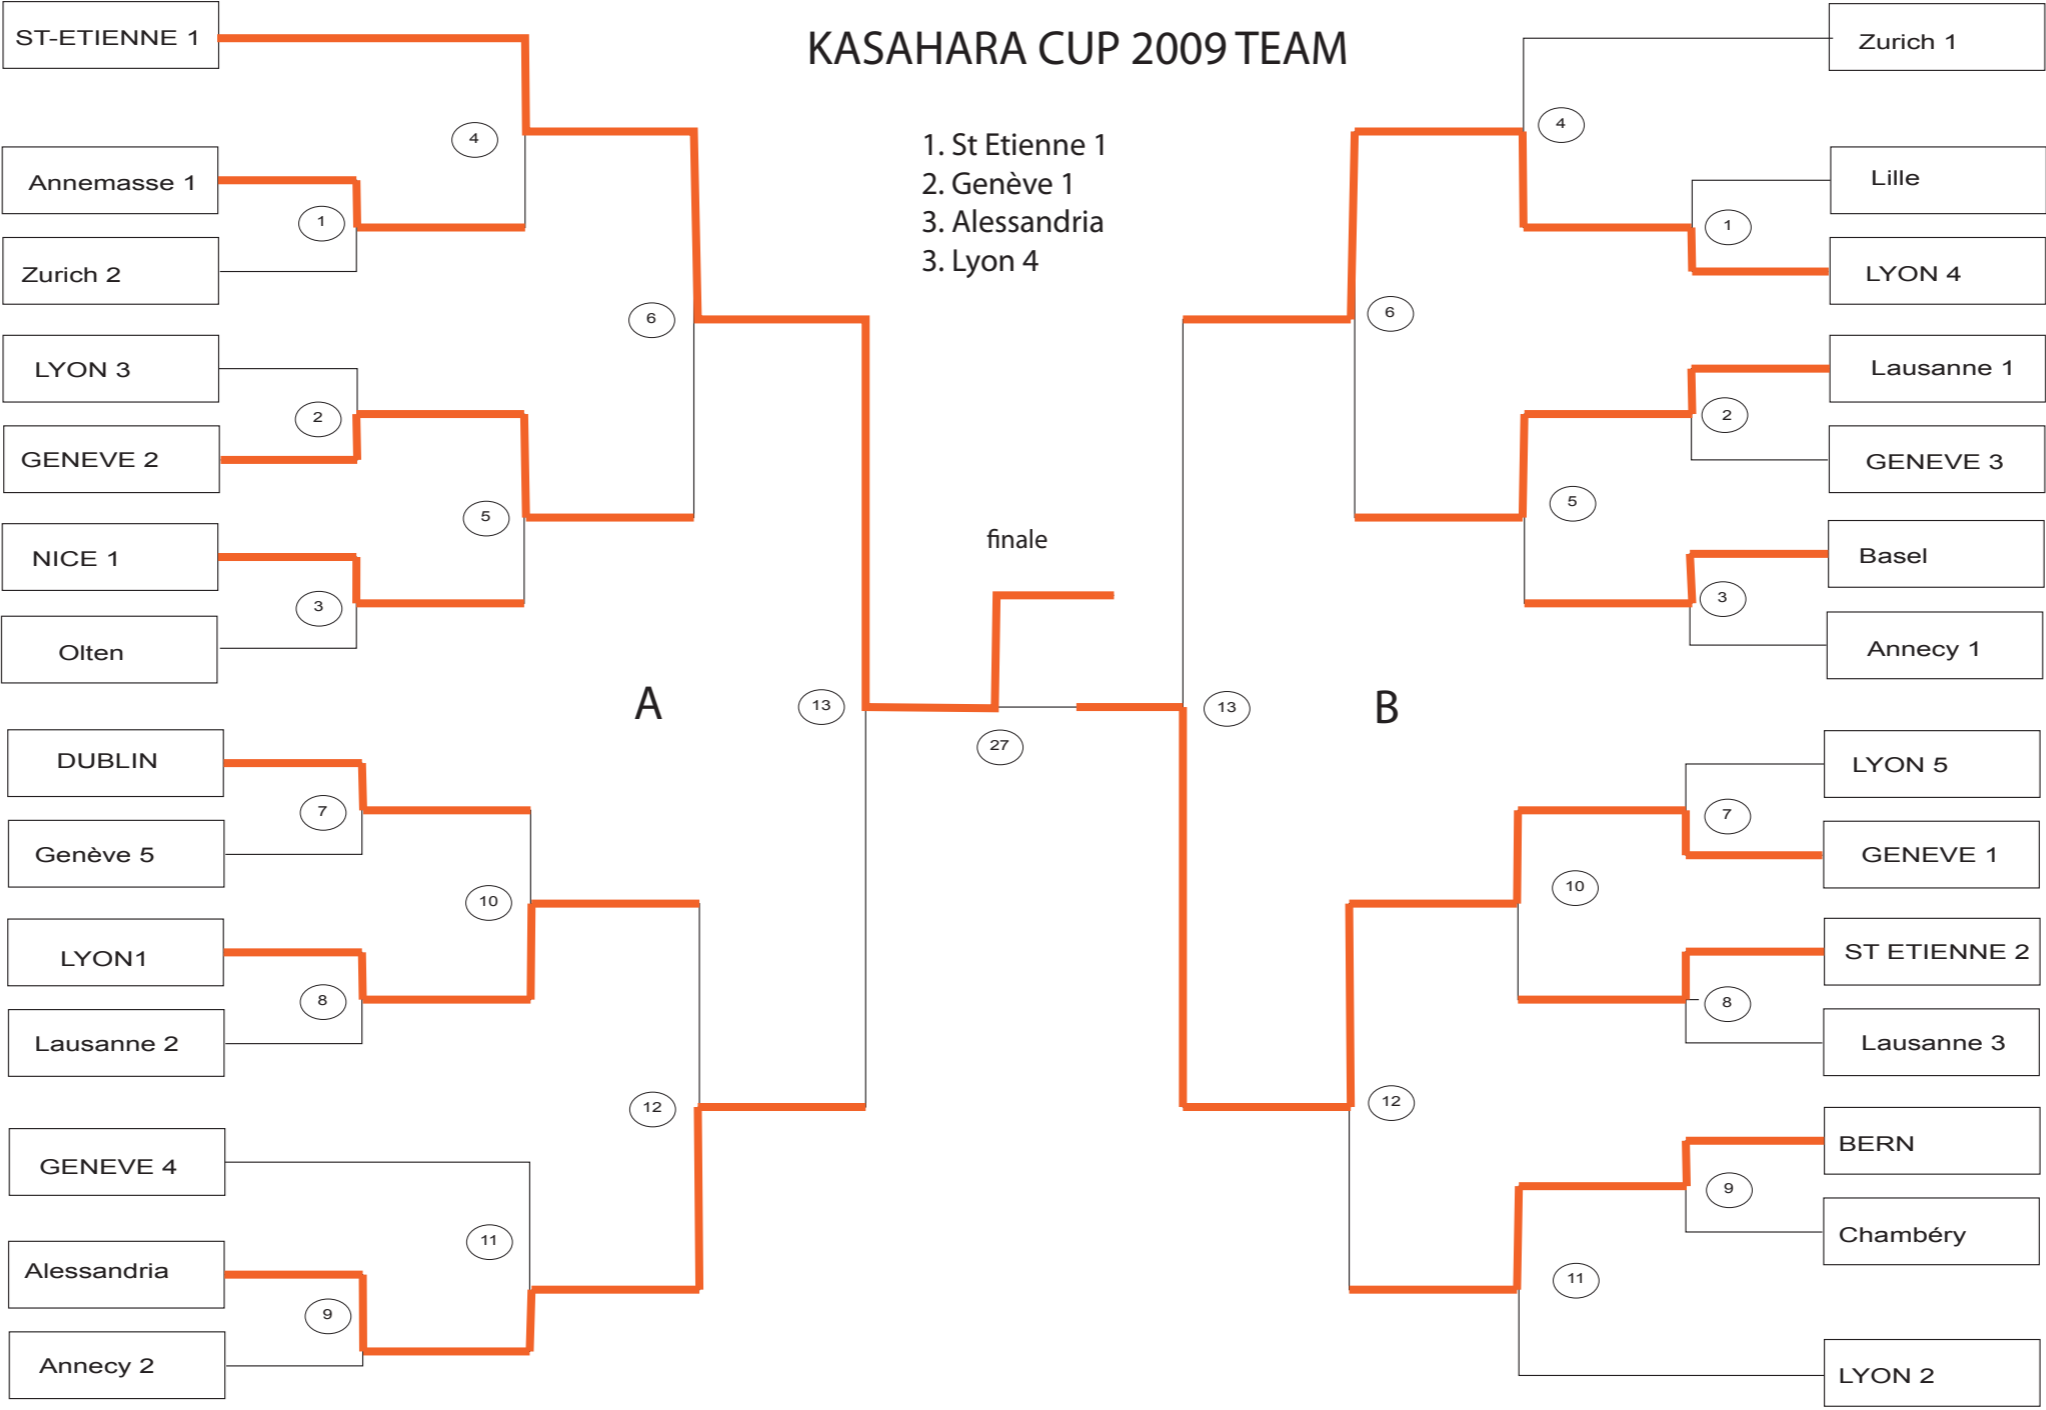 KASAHARA CUP 2009 TEAM
1. St Etienne 1
2. Genève 1
3. Alessandria
3. Lyon 4
ST-ETIENNE 1
4
Annemasse 1
1
Zurich 2
6
LYON 3
2
GENEVE 2
5
NICE 1
3
Olten
A
13
DUBLIN
7
Genève 5
10
LYON1
8
Lausanne 2
12
GENEVE 4
11
Alessandria
9
Annecy 2
finale
27
Zurich 1
4
Lille
1
LYON 4
6
Lausanne 1
2
GENEVE 3
5
Basel
3
Annecy 1
13
B
LYON 5
7
GENEVE 1
10
ST ETIENNE 2
8
Lausanne 3
12
BERN
9
Chambéry
11
LYON 2